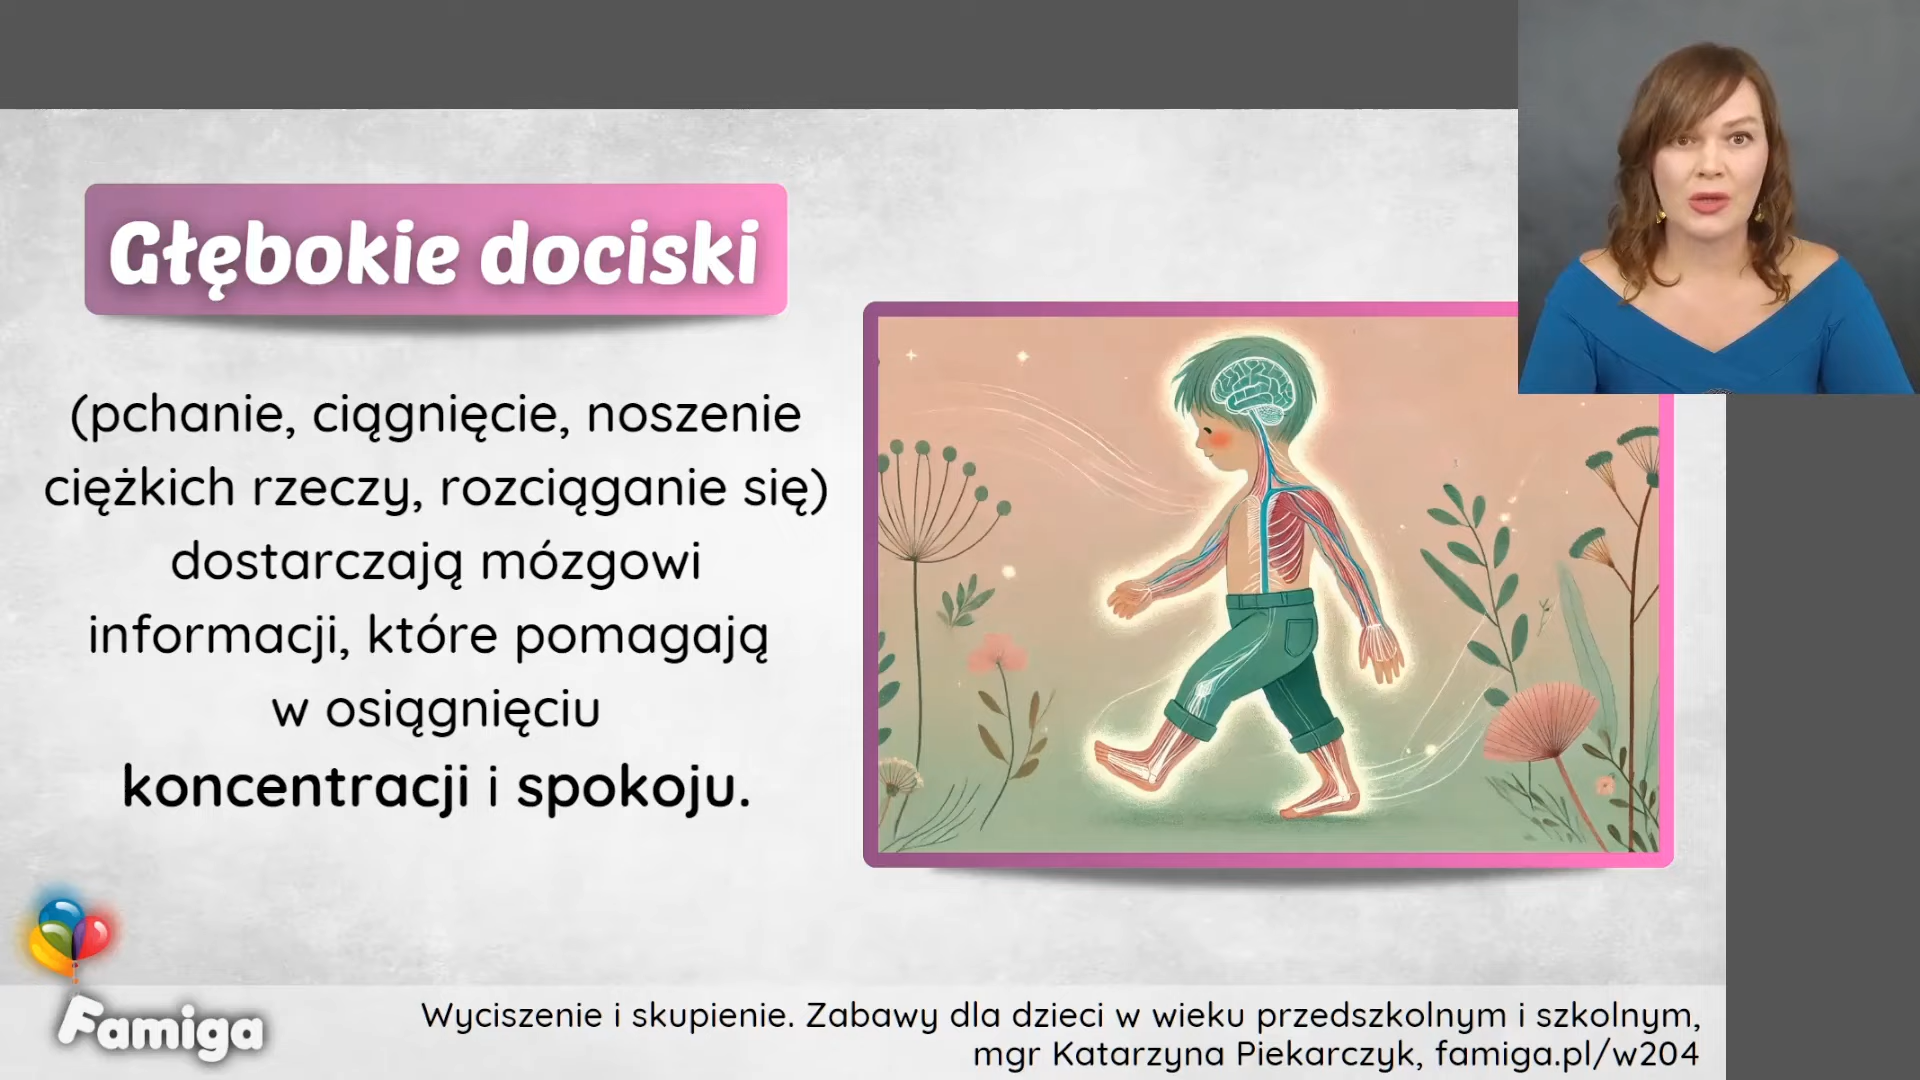 Głębokie dociski
(pchanie, ciągnięcie, noszenie
ciężkich rzeczy, rozciąganie się)
dostarczają mózgowi
informacji, które pomagają
w osiągnięciu
koncentracji i spokoju.
Famiga
Wyciszenie i skupienie. Zabawy dla dzieci w wieku przedszkolnym i szkolnym,
mgr Katarzyna Piekarczyk, famiga.pl/w204